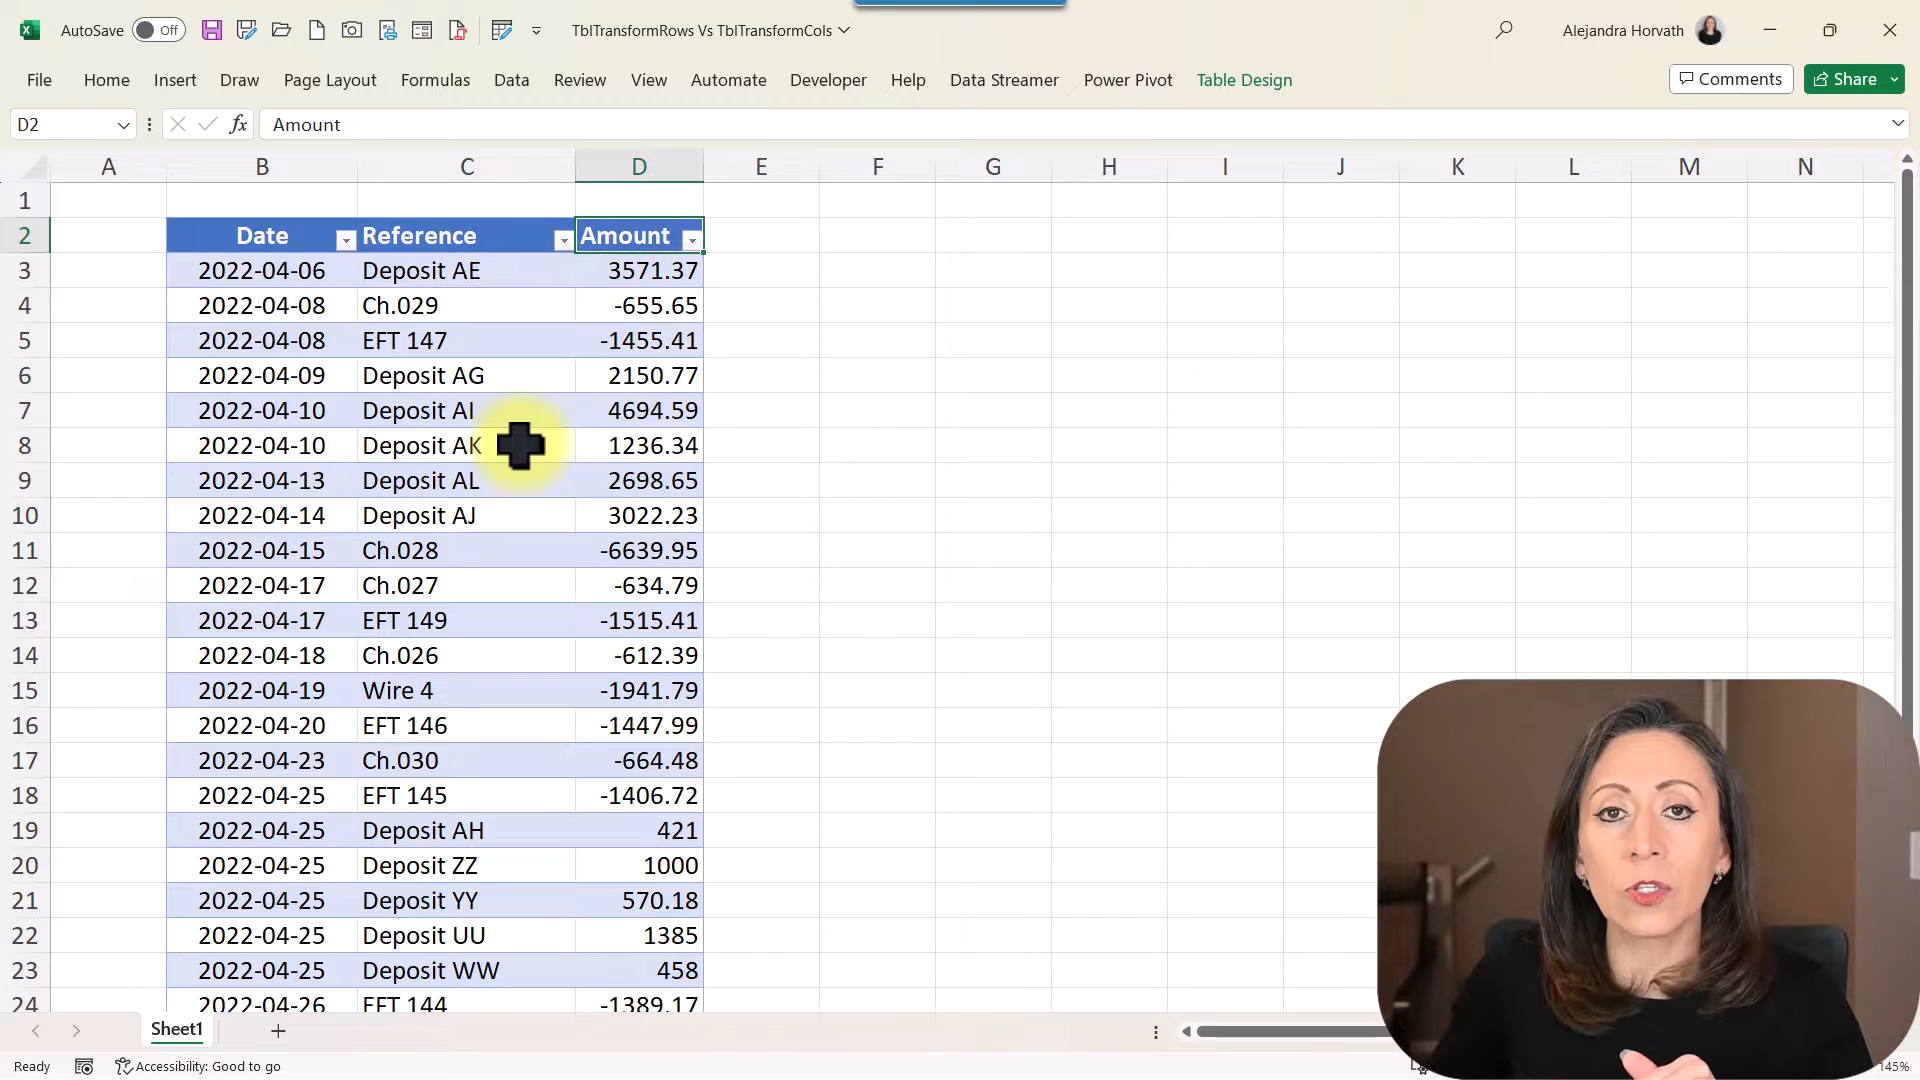 AutoSave Off TblTransformRows Vs TblTransformCols Alejandra Horvath
File Home Insert Draw Page Layout Formulas Data Review View Automate Developer Help Data Streamer Power Pivot Table Design Comments Share
D2 fx Amount
A B C D E F G H I J K L M N
1
2 Date Reference Amount
3 2022-04-06 Deposit AE 3571.37
4 2022-04-08 Ch.029 -655.65
5 2022-04-08 EFT 147 -1455.41
6 2022-04-09 Deposit AG 2150.77
7 2022-04-10 Deposit AI 4694.59
8 2022-04-10 Deposit AK 1236.34
9 2022-04-13 Deposit AL 2698.65
10 2022-04-14 Deposit AJ 3022.23
11 2022-04-15 Ch.028 -6639.95
12 2022-04-17 Ch.027 -634.79
13 2022-04-17 EFT 149 -1515.41
14 2022-04-18 Ch.026 -612.39
15 2022-04-19 Wire 4 -1941.79
16 2022-04-20 EFT 146 -1447.99
17 2022-04-23 Ch.030 -664.48
18 2022-04-25 EFT 145 -1406.72
19 2022-04-25 Deposit AH 421
20 2022-04-25 Deposit ZZ 1000
21 2022-04-25 Deposit YY 570.18
22 2022-04-25 Deposit UU 1385
23 2022-04-25 Deposit WW 458
24 2022-04-26 EFT 144 -1389.17
Sheet1
Ready Accessibility: Good to go 145%